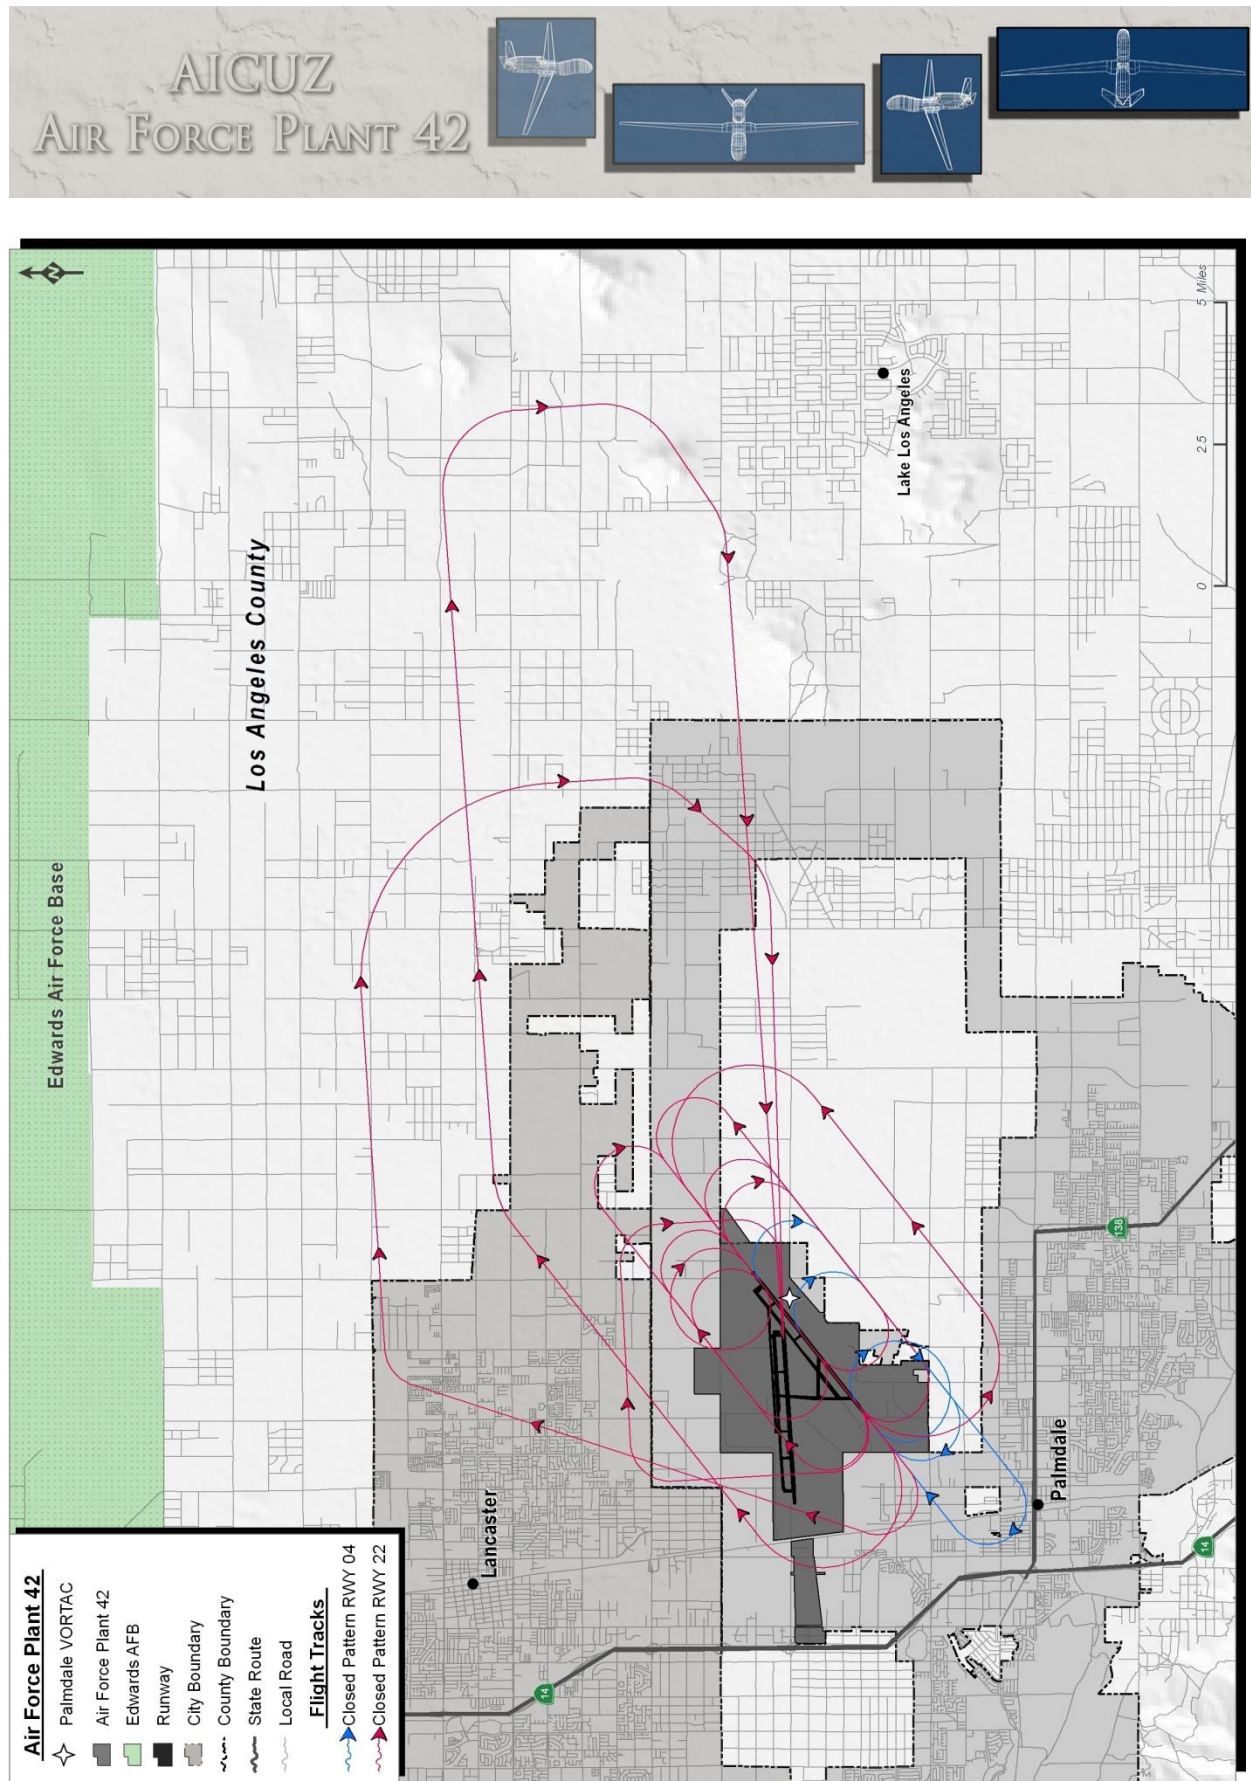 AICUZ
AIR FORCE PLANT 42
Air Force Plant 42
Palmdale VORTAC
Air Force Plant 42
Edwards AFB
Runway
City Boundary
County Boundary
State Route
Local Road
Flight Tracks
Closed Pattern RWY 04
Closed Pattern RWY 22
Edwards Air Force Base
Los Angeles County
Lancaster
Palmdale
Lake Los Angeles
14
14
138
N
0 2.5 5 Miles